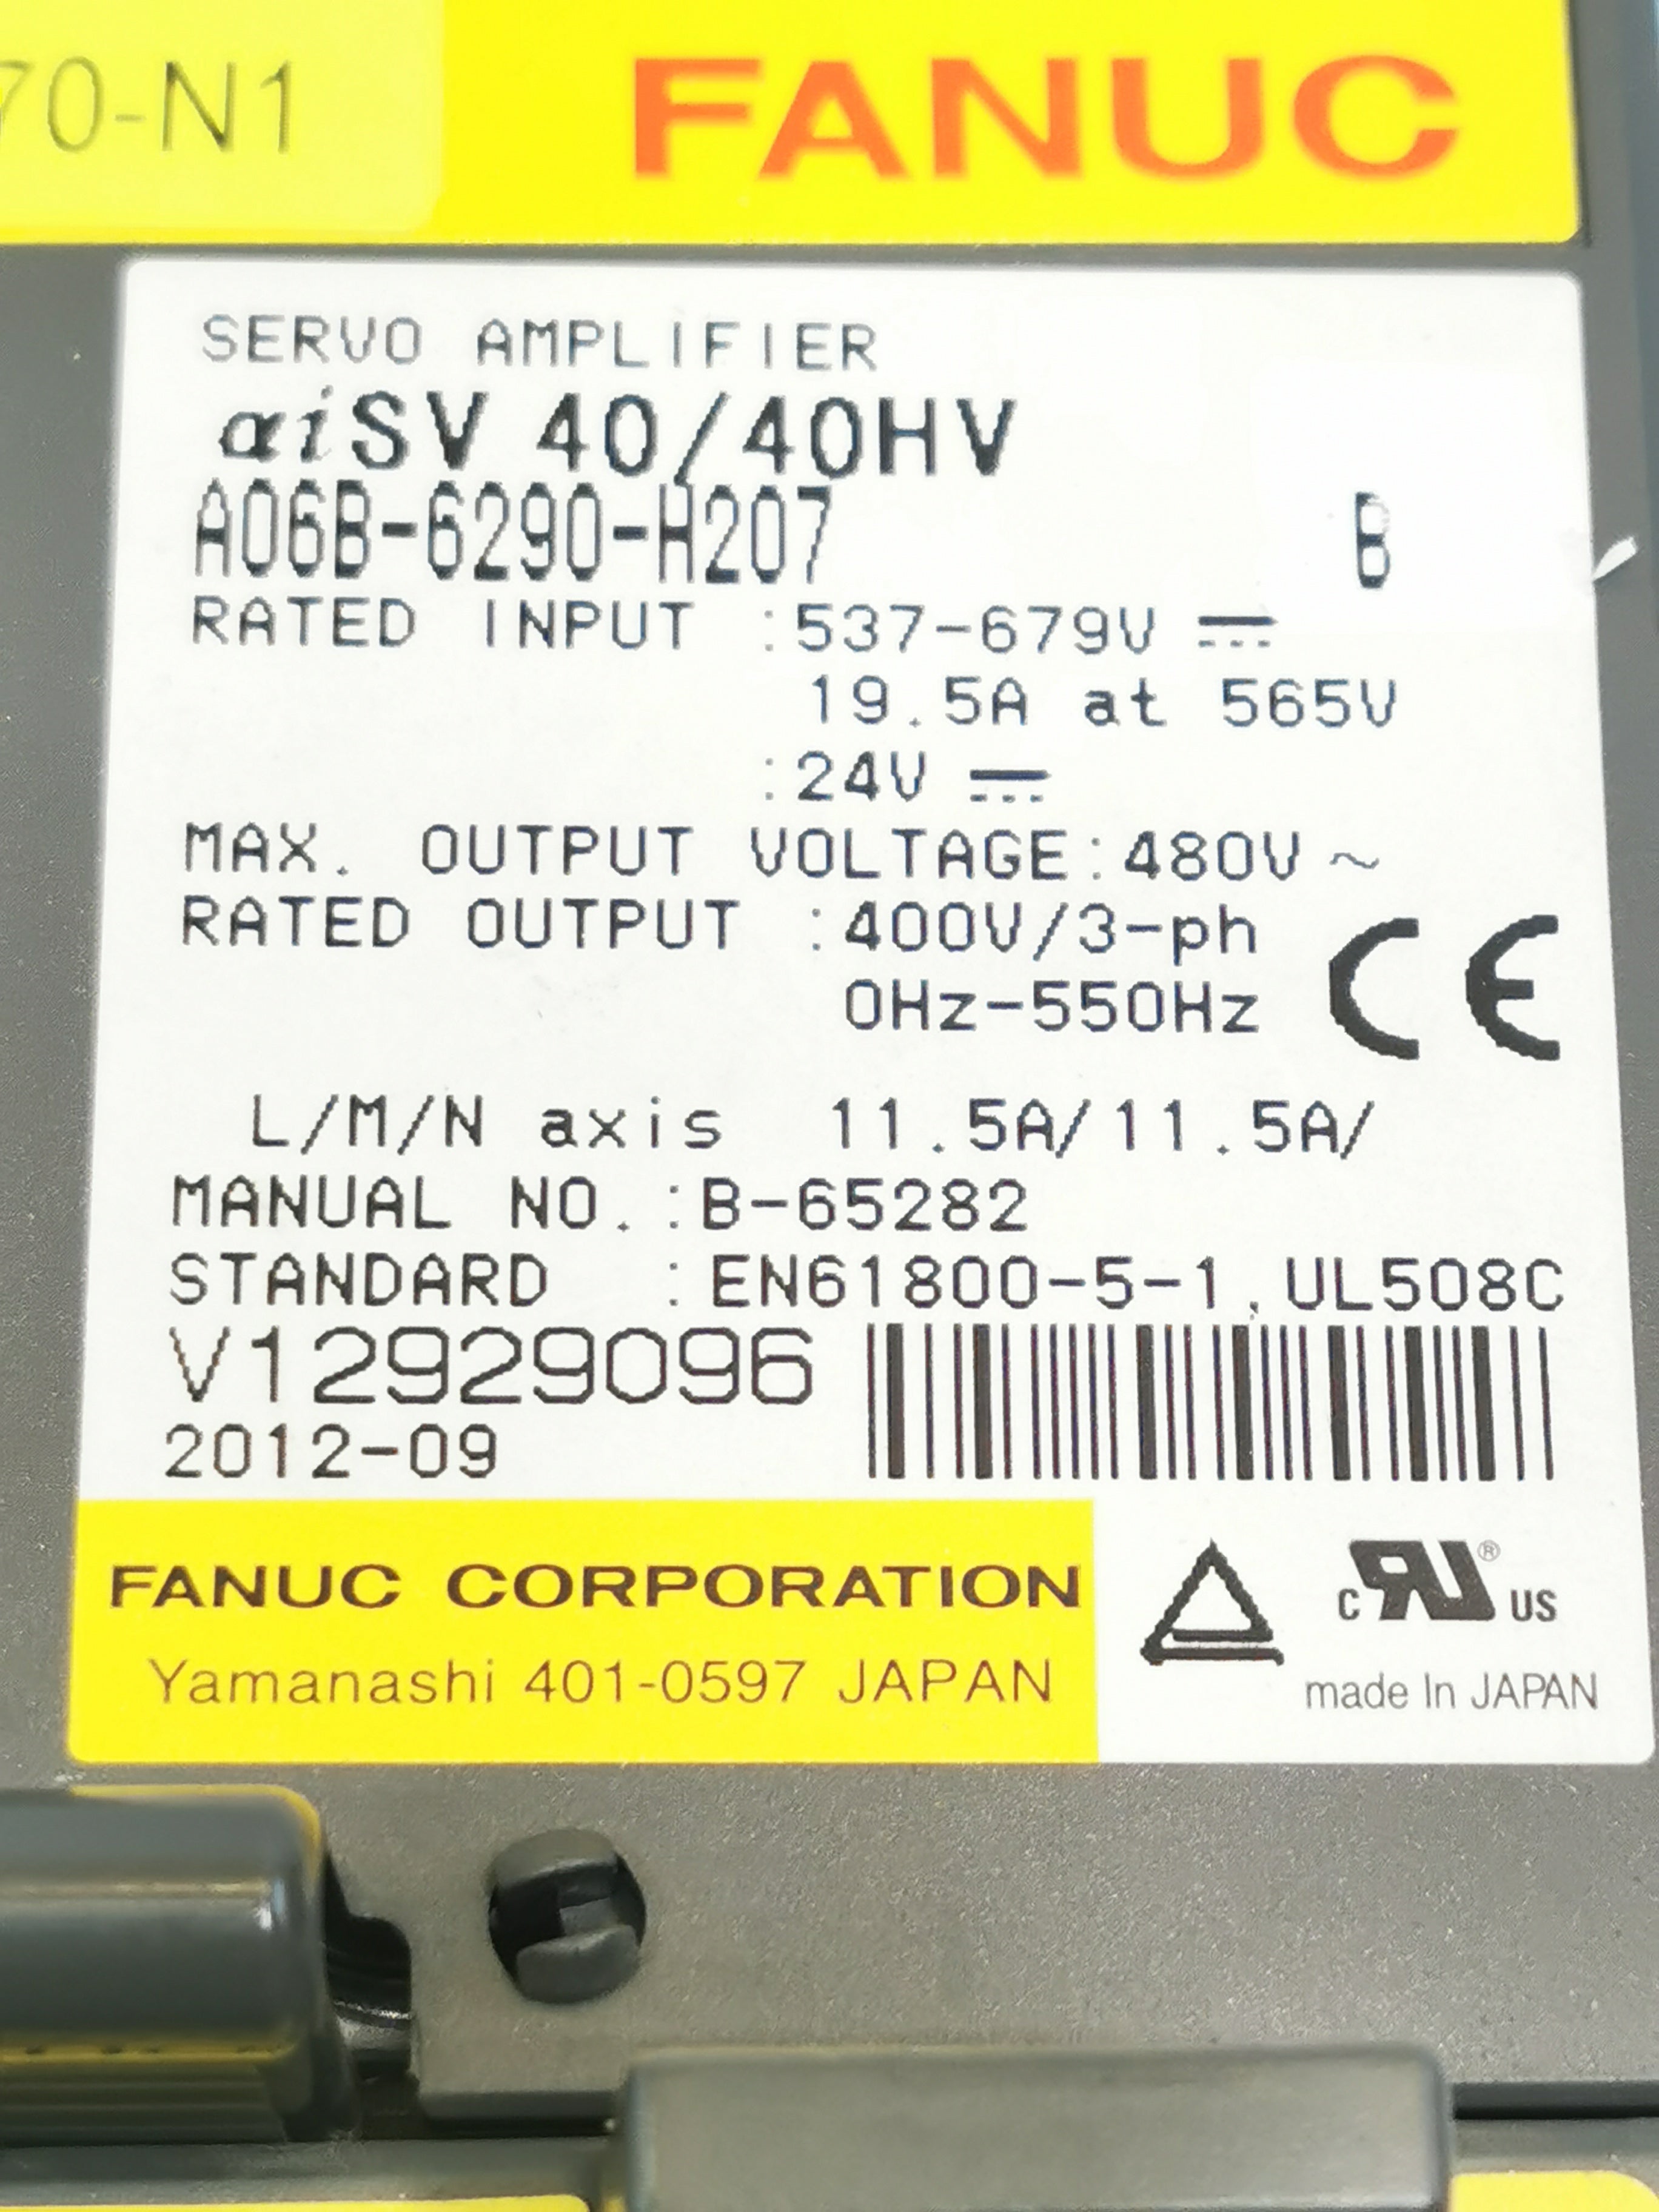 70-N1 FANUC
SERVO AMPLIFIER
αiSV 40/40HV
A06B-6290-H207 B
RATED INPUT :537-679V ⎓
19.5A at 565V
:24V ⎓
MAX. OUTPUT VOLTAGE:480V ~
RATED OUTPUT :400V/3-ph
0Hz-550Hz CE
L/M/N axis 11.5A/11.5A/
MANUAL NO.:B-65282
STANDARD :EN61800-5-1,UL508C
V12929096
2012-09
FANUC CORPORATION
Yamanashi 401-0597 JAPAN
c RU ® US
made In JAPAN